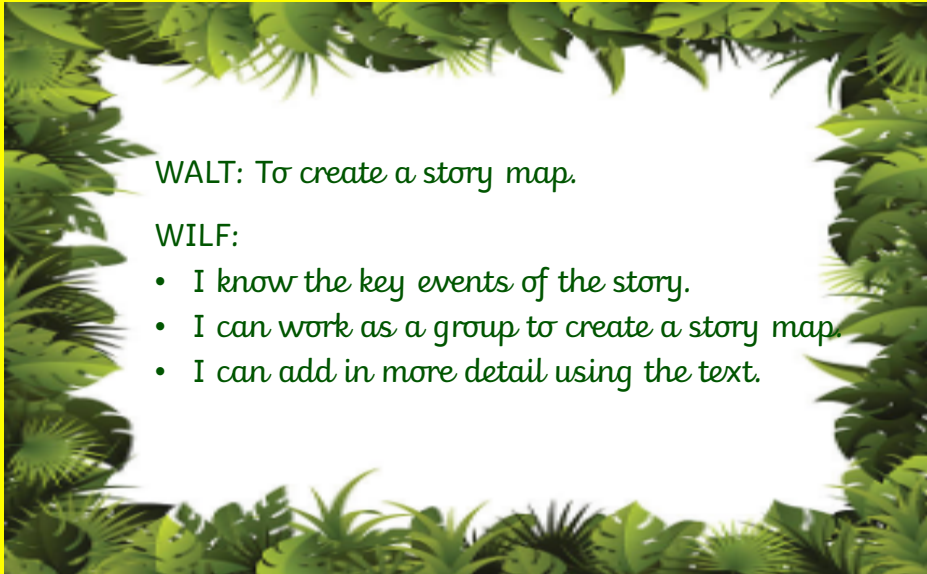 WALT: To create a story map.
WILF:
• I know the key events of the story.
• I can work as a group to create a story map.
• I can add in more detail using the text.